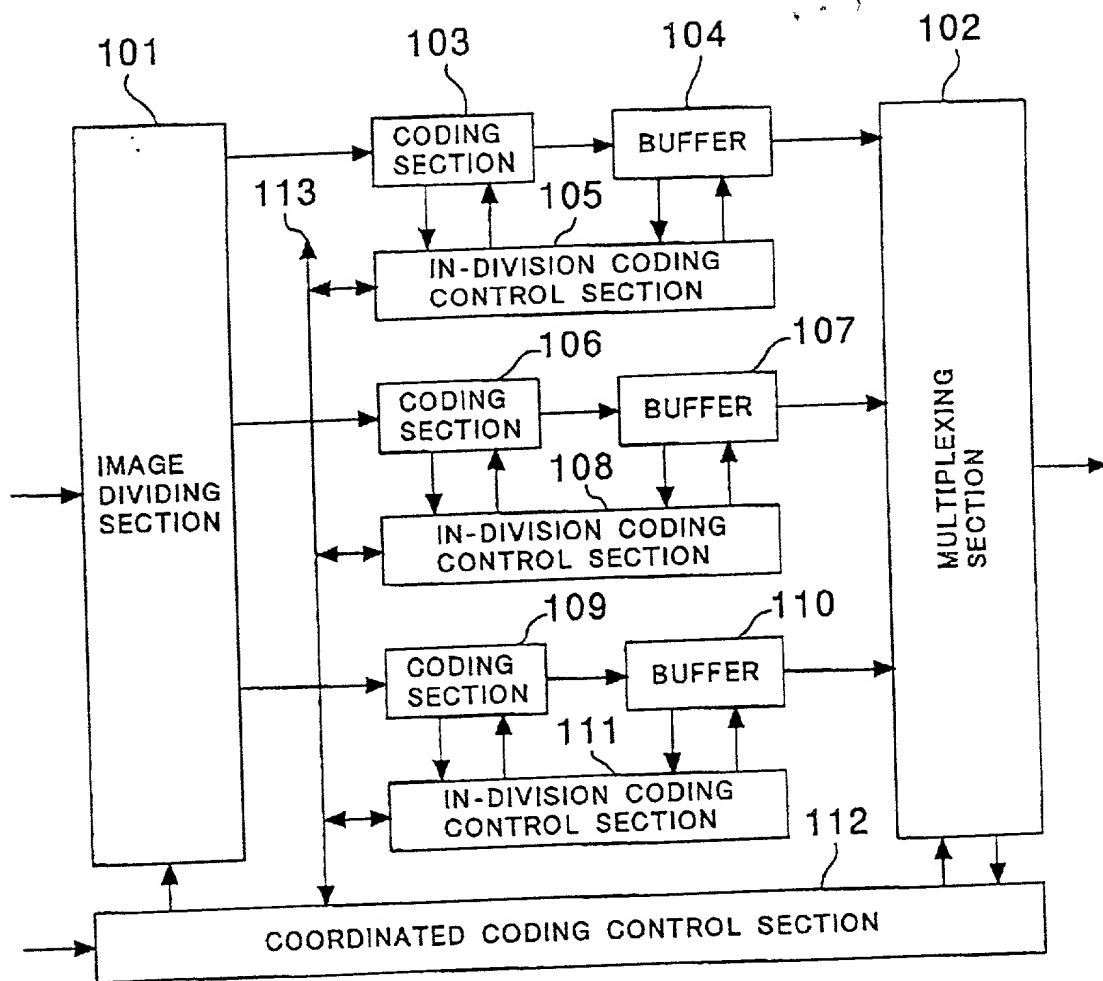 101
103
104
102
CODING
SECTION
BUFFER
113
105
IN-DIVISION CODING
CONTROL SECTION
106
107
CODING
SECTION
BUFFER
IMAGE
DIVIDING
SECTION
108
IN-DIVISION CODING
CONTROL SECTION
MULTIPLEXING
SECTION
109
110
CODING
SECTION
BUFFER
111
IN-DIVISION CODING
CONTROL SECTION
112
COORDINATED CODING CONTROL SECTION